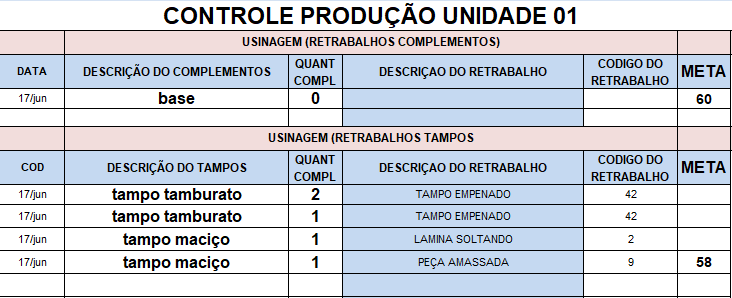 CONTROLE PRODUÇÃO UNIDADE 01
USINAGEM (RETRABALHOS COMPLEMENTOS)
DATA DESCRIÇÃO DO COMPLEMENTOS QUANT COMPL DESCRIÇAO DO RETRABALHO CODIGO DO RETRABALHO META
17/jun base 0 60
USINAGEM (RETRABALHOS TAMPOS
COD DESCRIÇÃO DO TAMPOS QUANT COMPL DESCRIÇAO DO RETRABALHO CODIGO DO RETRABALHO META
17/jun tampo tamburato 2 TAMPO EMPENADO 42
17/jun tampo tamburato 1 TAMPO EMPENADO 42
17/jun tampo maciço 1 LAMINA SOLTANDO 2
17/jun tampo maciço 1 PEÇA AMASSADA 9 58